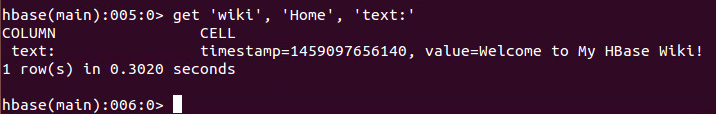 hbase(main):005:0> get 'wiki', 'Home', 'text:'
COLUMN                CELL
 text:                timestamp=1459097656140, value=Welcome to My HBase Wiki!
1 row(s) in 0.3020 seconds

hbase(main):006:0>